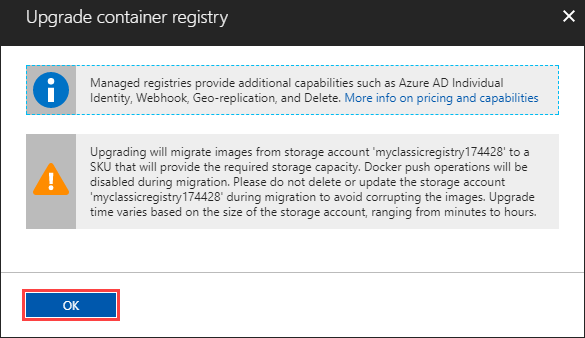 Upgrade container registry
Managed registries provide additional capabilities such as Azure AD Individual
Identity, Webhook, Geo-replication, and Delete. More info on pricing and capabilities
Upgrading will migrate images from storage account 'myclassicregistry174428' to a
SKU that will provide the required storage capacity. Docker push operations will be
disabled during migration. Please do not delete or update the storage account
'myclassicregistry174428' during migration to avoid corrupting the images. Upgrade
time varies based on the size of the storage account, ranging from minutes to hours.
OK